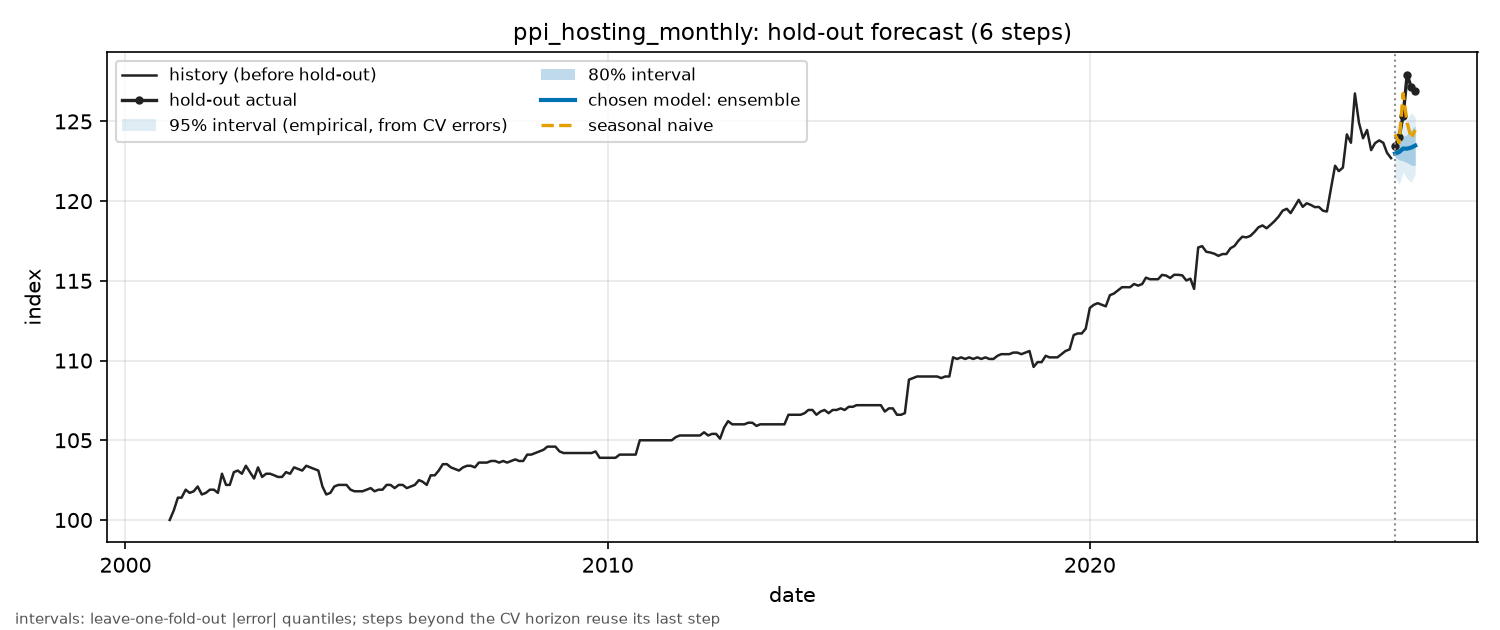 ppi_hosting_monthly: hold-out forecast (6 steps)
history (before hold-out)
hold-out actual
95% interval (empirical, from CV errors)
80% interval
chosen model: ensemble
seasonal naive
index
125
120
115
110
105
100
2000
2010
2020
date
intervals: leave-one-fold-out |error| quantiles; steps beyond the CV horizon reuse its last step